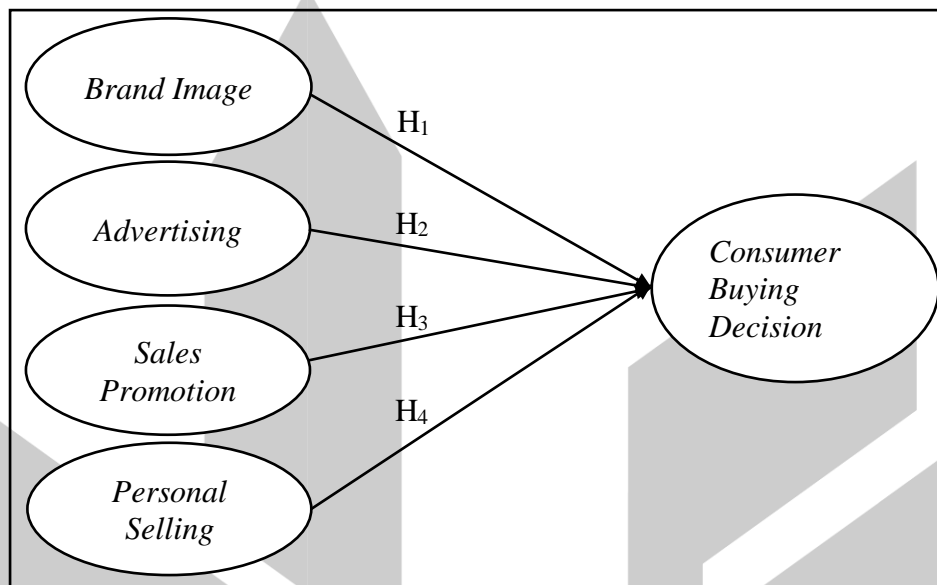 Brand Image
H₁
Advertising
H₂
Consumer
Buying
Decision
H₃
Sales
Promotion
H₄
Personal
Selling